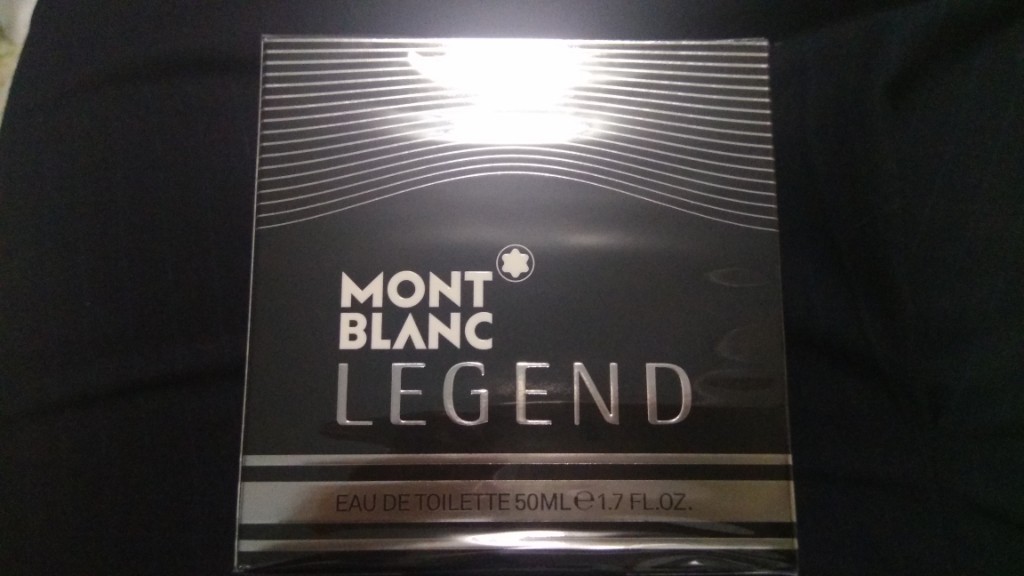 MONT
BLANC
LEGEND
EAU DE TOILETTE 50ML℮1.7 FL.OZ.